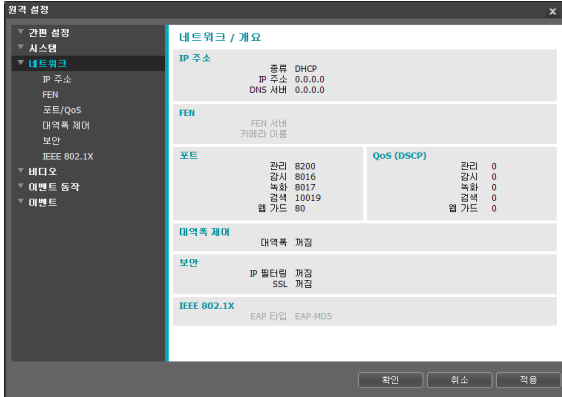 원격 설정
x
간편 설정
시스템
네트워크
IP 주소
FEN
포트/QoS
대역폭 제어
보안
IEEE 802.1X
비디오
이벤트 동작
이벤트
네트워크 / 개요
IP 주소
종류 DHCP
IP 주소 0.0.0.0
DNS 서버 0.0.0.0
FEN
FEN 서버
카메라 이름
포트
관리 8200
감시 8016
녹화 8017
검색 10019
웹 가드 80
QoS (DSCP)
관리 0
감시 0
녹화 0
검색 0
웹 가드 0
대역폭 제어
대역폭 꺼짐
보안
IP 필터링 꺼짐
SSL 꺼짐
IEEE 802.1X
EAP 타입 EAP-MD5
확인
취소
적용